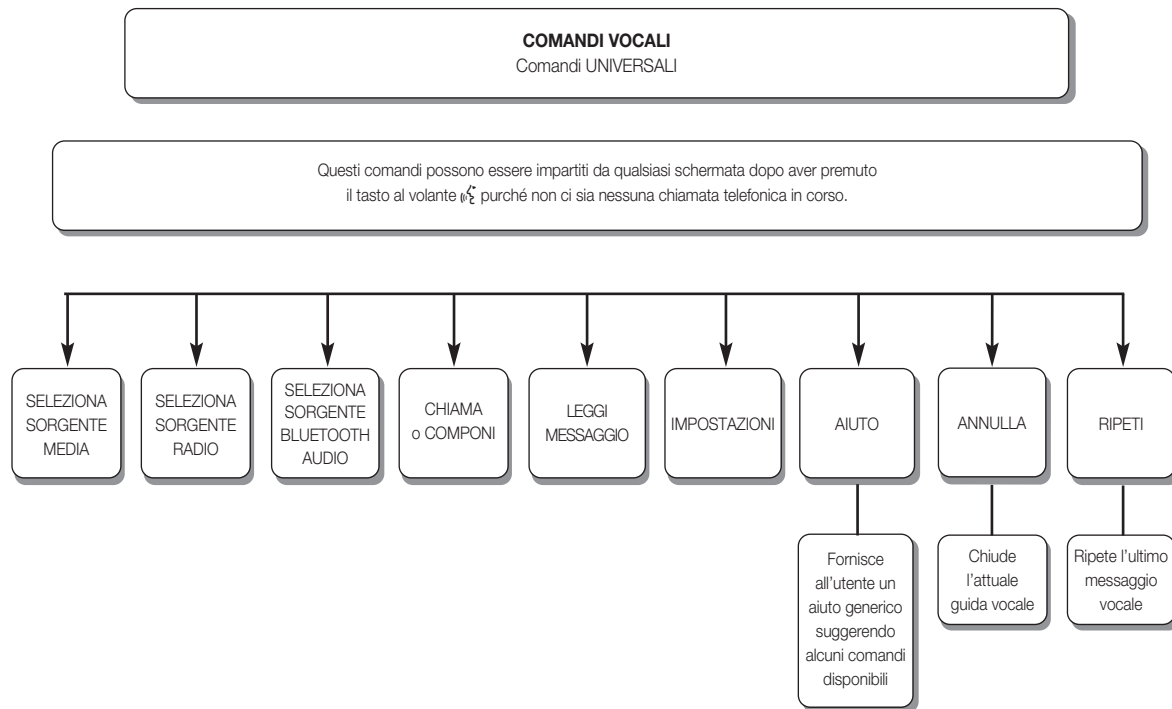 COMANDI VOCALI
Comandi UNIVERSALI
Questi comandi possono essere impartiti da qualsiasi schermata dopo aver premuto
il tasto al volante purché non ci sia nessuna chiamata telefonica in corso.
SELEZIONA
SORGENTE
MEDIA
SELEZIONA
SORGENTE
RADIO
SELEZIONA
SORGENTE
BLUETOOTH
AUDIO
CHIAMA
o COMPONI
LEGGI
MESSAGGIO
IMPOSTAZIONI
AIUTO
ANNULLA
RIPETI
Fornisce
all'utente un
aiuto generico
suggerendo
alcuni comandi
disponibili
Chiude
l'attuale
guida vocale
Ripete l'ultimo
messaggio
vocale